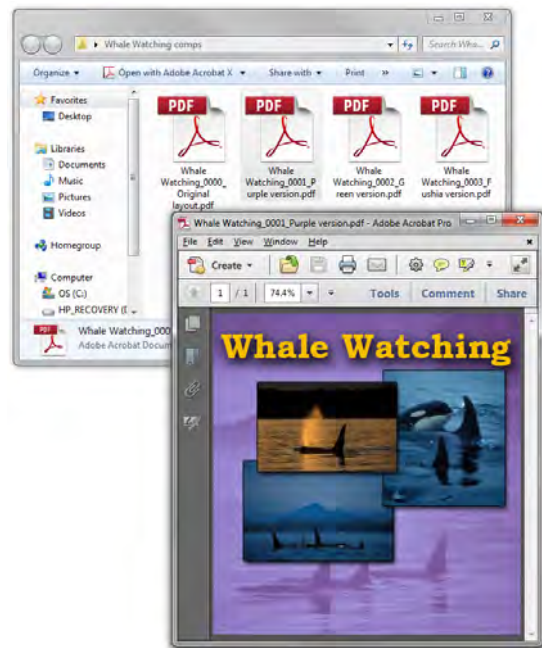 Whale Watching comps
Search Wha...
Organize
Open with Adobe Acrobat X
Share with
Print
»
Favorites
Desktop
Libraries
Documents
Music
Pictures
Videos
Homegroup
Computer
OS (C:)
HP_RECOVERY (D
PDF
PDF
PDF
PDF
Whale
Watching_0000_
Original
layout.pdf
Whale
Watching_0001_P
urple version.pdf
Whale
Watching_0002_G
reen version.pdf
Whale
Watching_0003_F
ushia version.pdf
PDF
Whale Watching_000
Adobe Acrobat Docum
Whale Watching_0001_Purple version.pdf - Adobe Acrobat Pro
File Edit View Window Help
Create
1 / 1 74.4% Tools Comment Share
Whale Watching